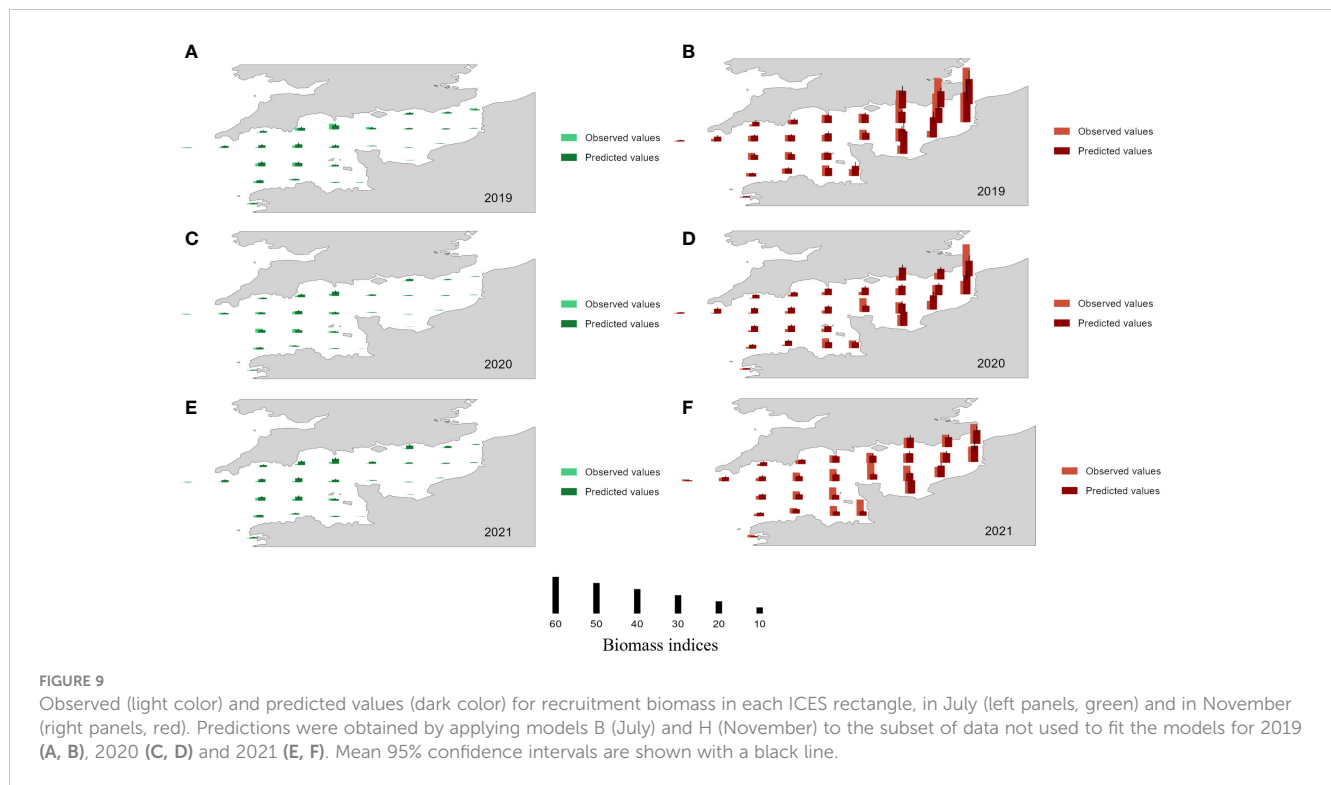 A
B
Observed values
Predicted values
2019
Observed values
Predicted values
2019
C
D
Observed values
Predicted values
2020
Observed values
Predicted values
2020
E
F
Observed values
Predicted values
2021
Observed values
Predicted values
2021
60 50 40 30 20 10
Biomass indices
FIGURE 9
Observed (light color) and predicted values (dark color) for recruitment biomass in each ICES rectangle, in July (left panels, green) and in November
(right panels, red). Predictions were obtained by applying models B (July) and H (November) to the subset of data not used to fit the models for 2019
(A, B), 2020 (C, D) and 2021 (E, F). Mean 95% confidence intervals are shown with a black line.